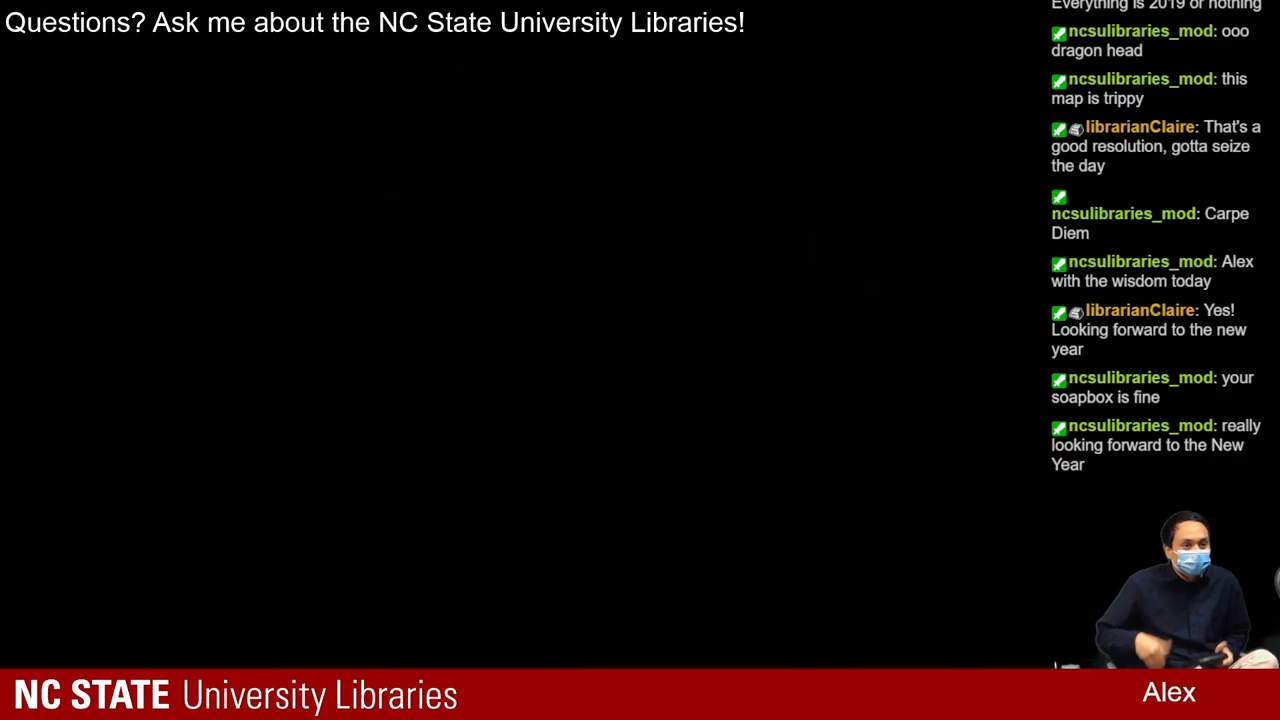 Questions? Ask me about the NC State University Libraries!
Everything is 2019 or nothing
ncsulibraries_mod: ooo
dragon head
ncsulibraries_mod: this
map is trippy
librarianClaire: That's a
good resolution, gotta seize
the day
ncsulibraries_mod: Carpe
Diem
ncsulibraries_mod: Alex
with the wisdom today
librarianClaire: Yes!
Looking forward to the new
year
ncsulibraries_mod: your
soapbox is fine
ncsulibraries_mod: really
looking forward to the New
Year
NC STATE University Libraries
Alex